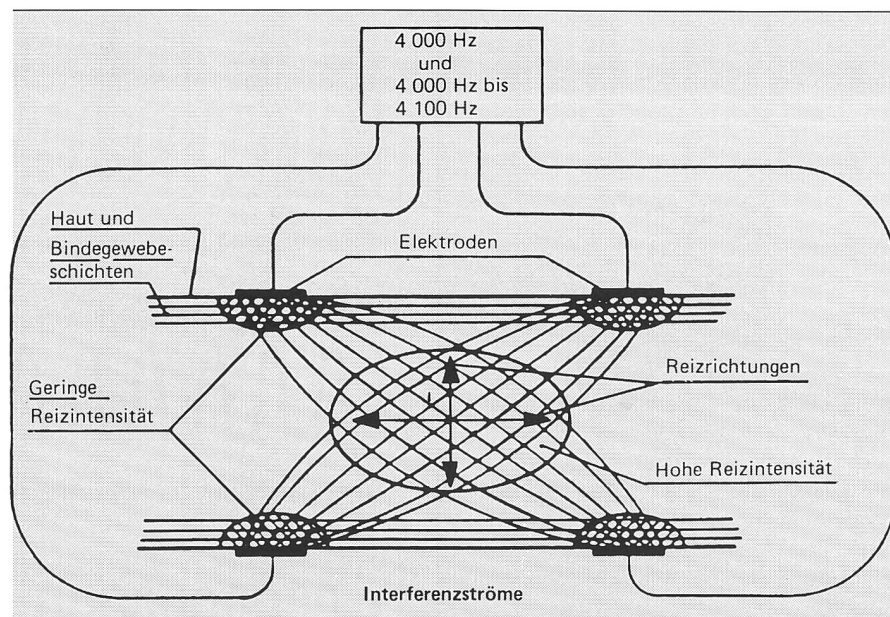 4 000 Hz
und
4 000 Hz bis
4 100 Hz
Haut und
Bindegewebe-
schichten
Elektroden
Reizrichtungen
Geringe
Reizintensität
Hohe Reizintensität
Interferenzströme